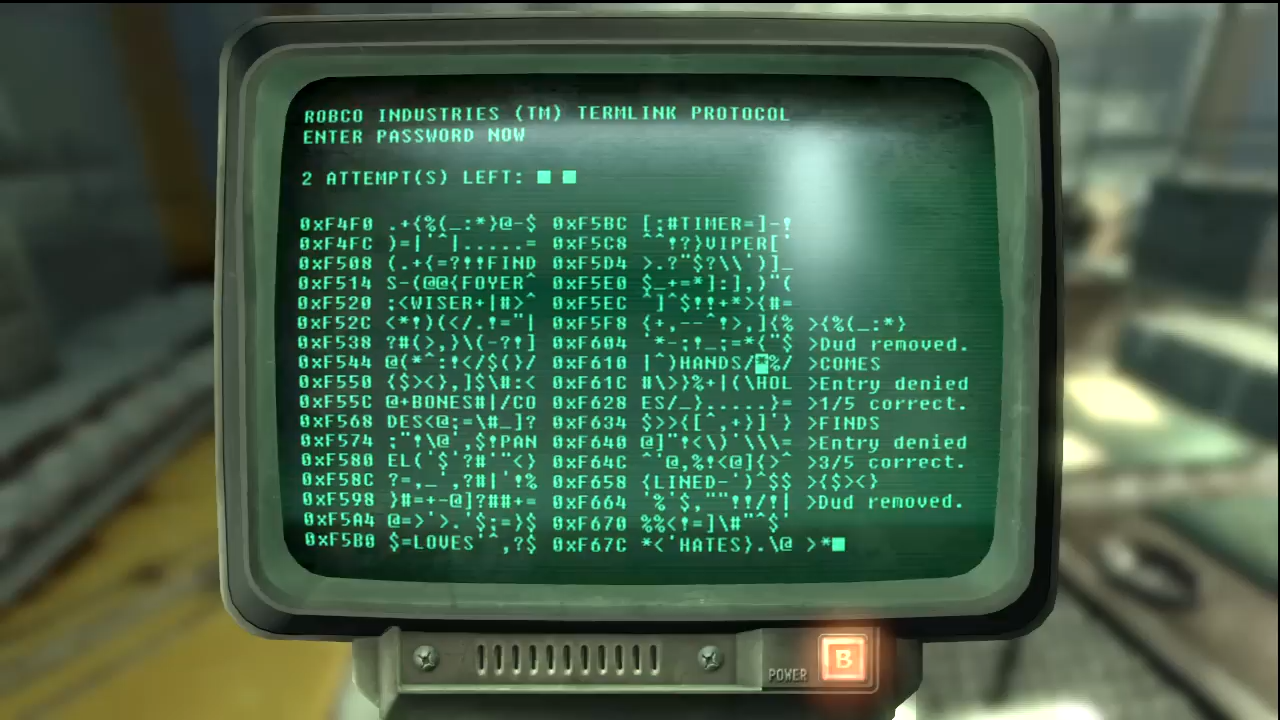 ROBCO INDUSTRIES (TM) TERMLINK PROTOCOL
ENTER PASSWORD NOW
2 ATTEMPT(S) LEFT: ■ ■
0xF4F0 .+{%(_:*}@-$ 0xF5BC [;#TIMER=]-!
0xF4FC )=|'^|.....= 0xF5C8 ^^!?}VIPER['
0xF508 (.+{=?!!FIND 0xF5D4 >.?"$?\\')]_
0xF514 S-(@@{FOYER^ 0xF5E0 $_+=*]:],)"(
0xF520 :<WISER+|#>^ 0xF5EC ^]^$!!+*>{#=
0xF52C <*!)(</.!="| 0xF5F8 {+,--^!>,]{% >{%(_:*}
0xF538 ?#(>,}\(-?!] 0xF604 '*-;!_;=*{"$ >Dud removed.
0xF544 @(*^:!</$(}/ 0xF610 |^)HANDS/*%/ >COMES
0xF550 {$><},]$\#:< 0xF61C #\>}%+|(\HOL >Entry denied
0xF55C @+BONES#|/CO 0xF628 ES/_}.....}= >1/5 correct.
0xF568 DES<@;=\#_]? 0xF634 $>>{[^,+}]'} >FINDS
0xF574 :"!\@',$!PAN 0xF640 @]"!<\)'\\\= >Entry denied
0xF580 EL('$'?#'"<} 0xF64C ^'@,%!<@]{>^ >3/5 correct.
0xF58C ?=,_',?#|'!% 0xF658 {LINED-')^$$ >{$><}
0xF598 }#=+-@]?##+= 0xF664 '%'$,""!!/!| >Dud removed.
0xF5A4 @=>'>.'$;=}$ 0xF670 %%<!=]\#"^$'
0xF5B0 $=LOVES'^,?$ 0xF67C *<'HATES}.\@ >*■
POWER
B